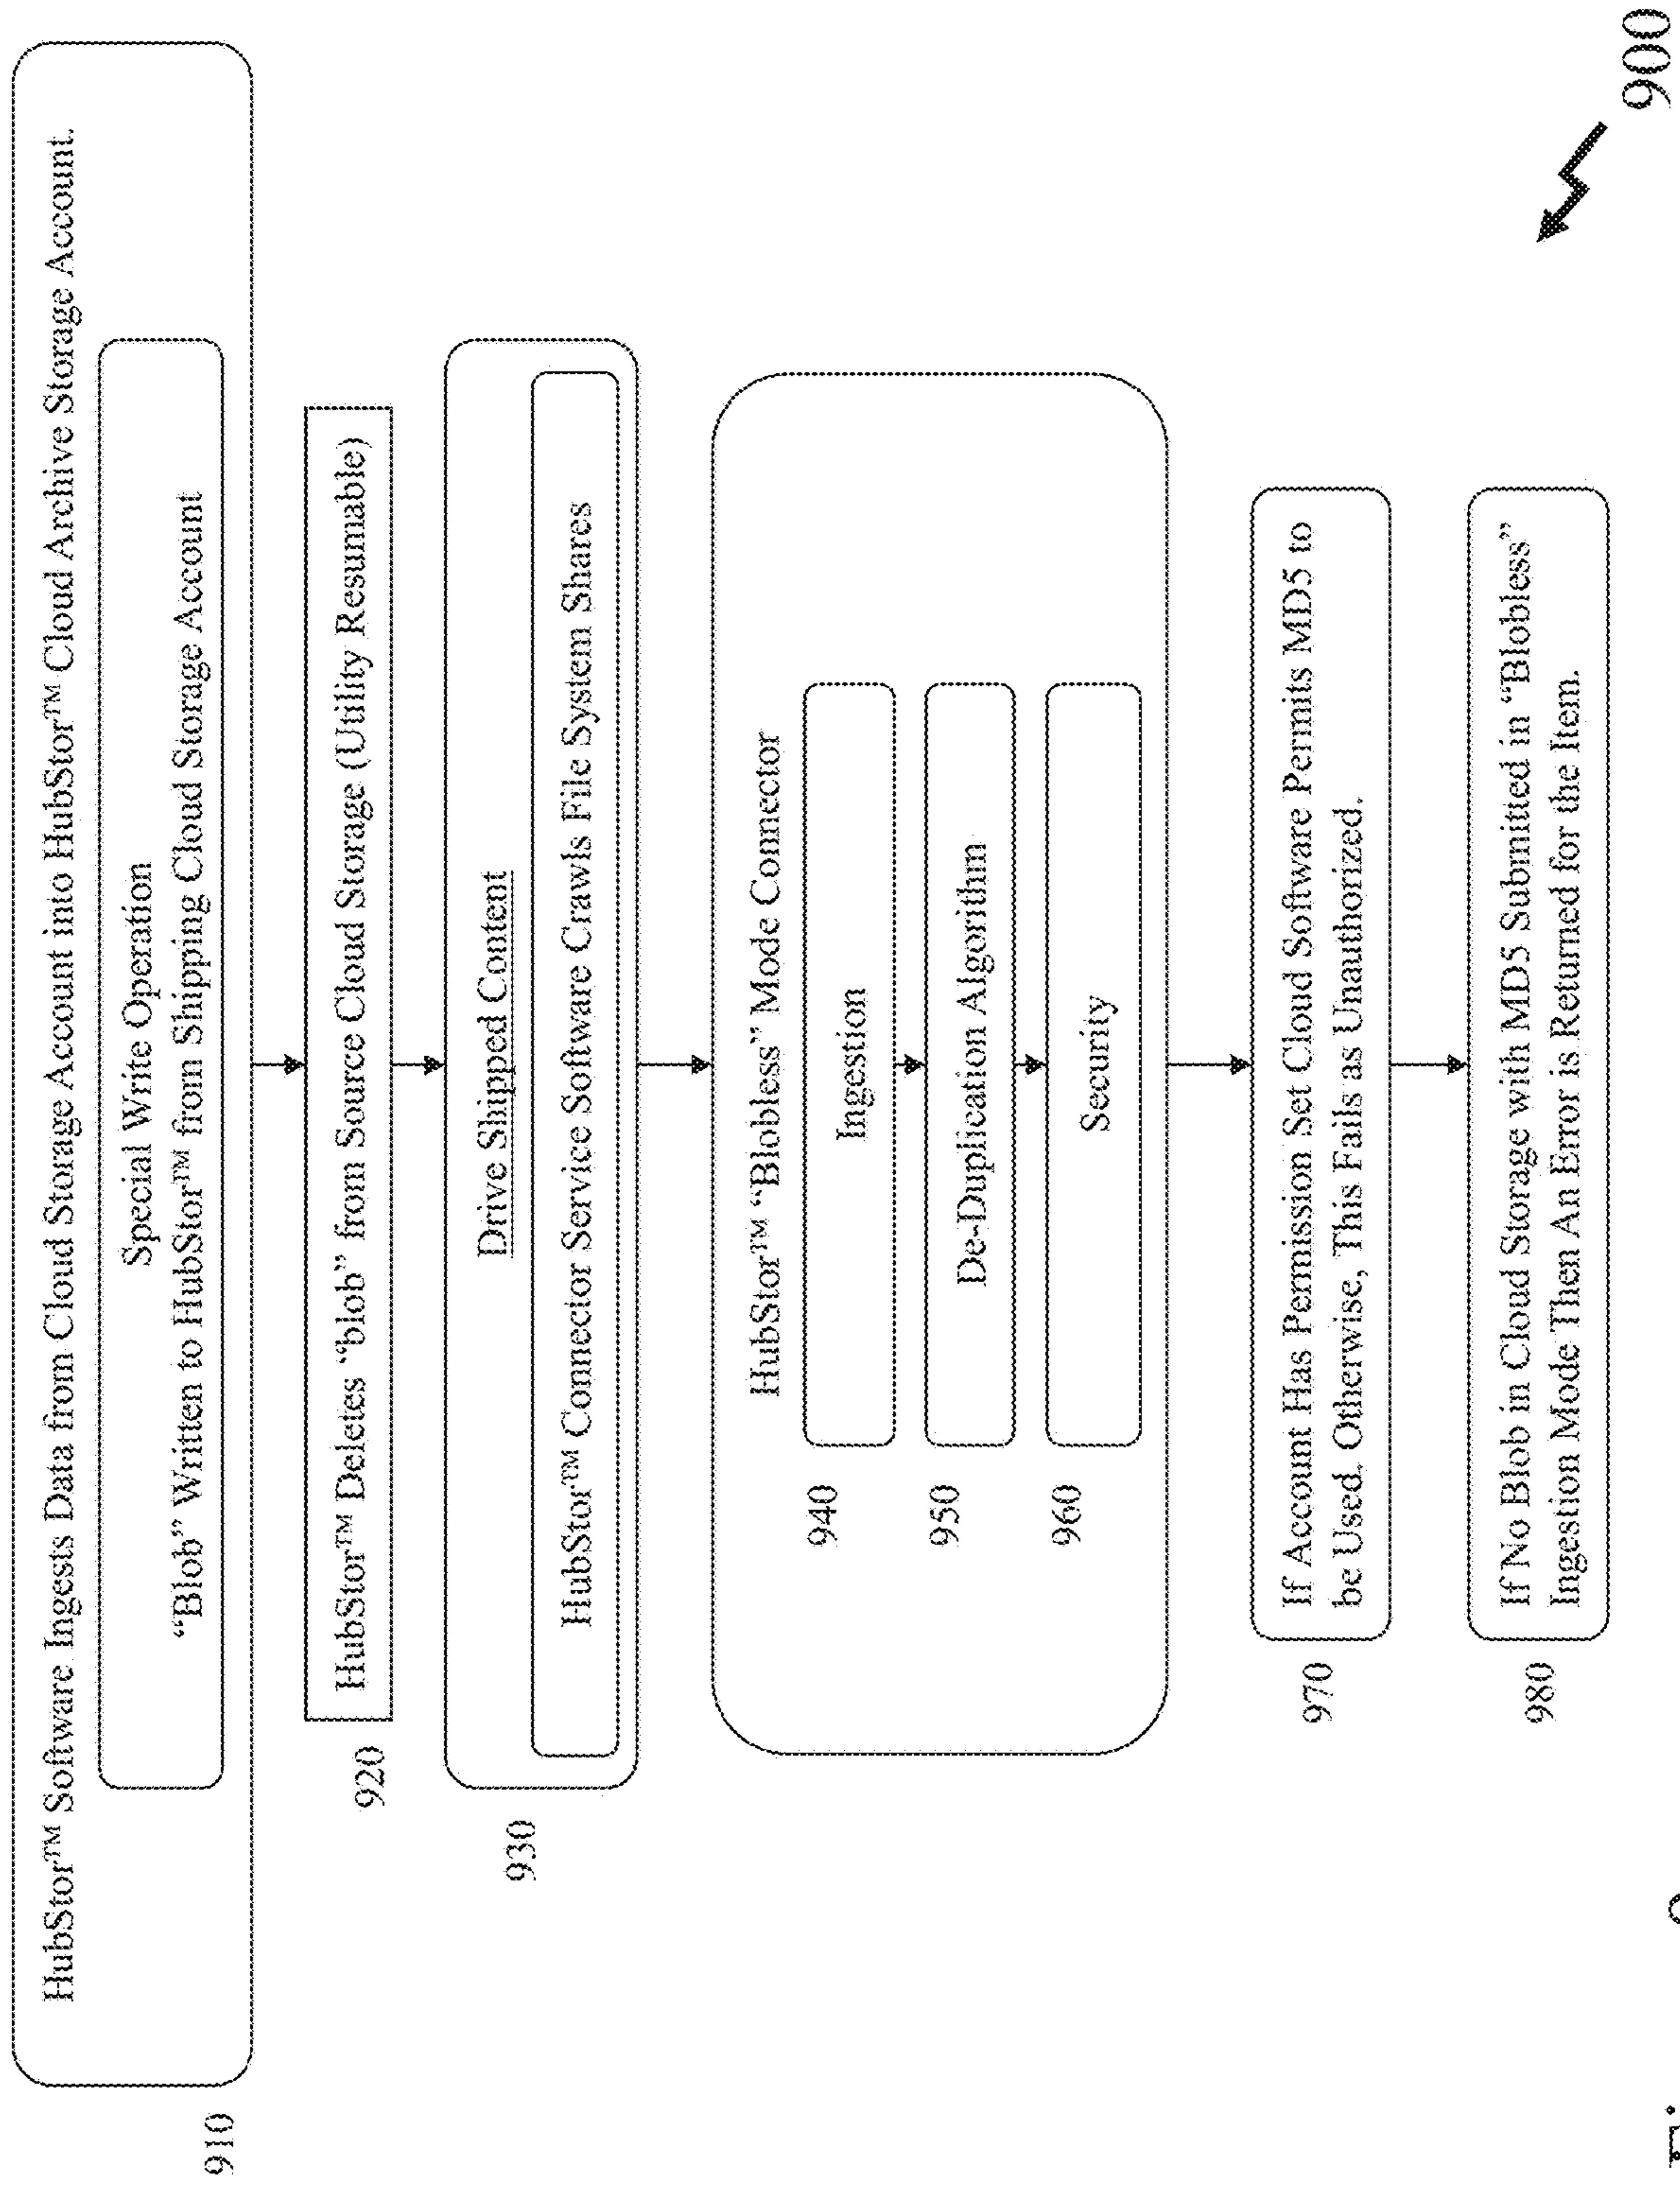 HubStor™ Software Ingests Data from Cloud Storage Account into HubStor™ Cloud Archive Storage Account.
Special Write Operation
“Blob” Written to HubStor™ from Shipping Cloud Storage Account
910
HubStor™ Deletes “blob” from Source Cloud Storage (Utility Resumable)
920
Drive Shipped Content
HubStor™ Connector Service Software Crawls File System Shares
930
HubStor™ “Blobless” Mode Connector
940
Ingestion
950
De-Duplication Algorithm
960
Security
If Account Has Permission Set Cloud Software Permits MD5 to
be Used. Otherwise, This Fails as Unauthorized.
970
If No Blob in Cloud Storage with MD5 Submitted in “Blobless”
Ingestion Mode Then An Error is Returned for the Item.
980
900